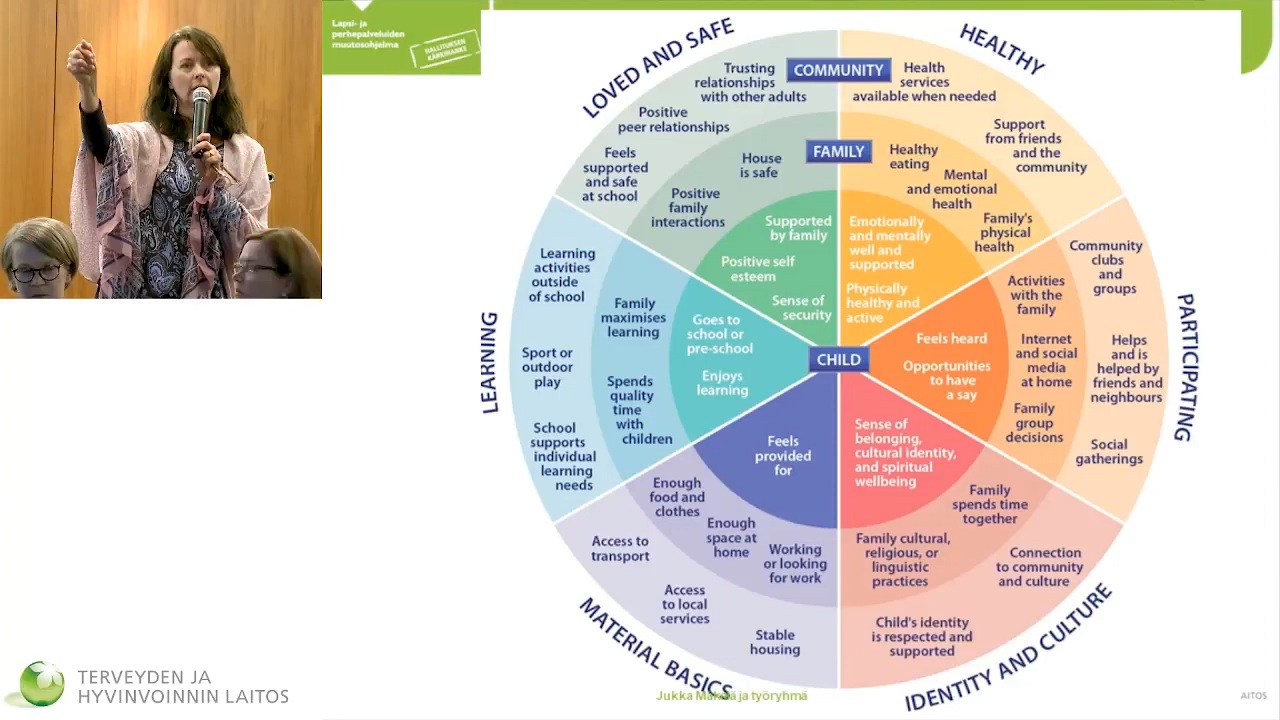 Lapsi- ja
perhepalveluiden
muutosohjelma
HALLITUKSEN
KÄRKIHANKE
LOVED AND SAFE
Trusting
relationships
with other adults
Positive
peer relationships
Feels
supported
and safe
at school
House
is safe
Positive
family
interactions
Supported
by family
Positive self
esteem
Sense of
security
COMMUNITY
FAMILY
CHILD
HEALTHY
Health
services
available when needed
Support
from friends
and the
community
Healthy
eating
Mental
and emotional
health
Family's
physical
health
Emotionally
and mentally
well and
supported
Physically
healthy and
active
LEARNING
Learning
activities
outside
of school
Sport or
outdoor
play
School
supports
individual
learning
needs
Family
maximises
learning
Spends
quality
time
with
children
Goes to
school or
pre-school
Enjoys
learning
PARTICIPATING
Feels heard
Opportunities
to have
a say
Activities
with the
family
Internet
and social
media
at home
Family
group
decisions
Community
clubs
and
groups
Helps
and is
helped by
friends and
neighbours
Social
gatherings
MATERIAL BASICS
Feels
provided
for
Enough
food and
clothes
Enough
space at
home
Working
or looking
for work
Access to
transport
Access
to local
services
Stable
housing
IDENTITY AND CULTURE
Sense of
belonging,
cultural identity,
and spiritual
wellbeing
Family
spends time
together
Family cultural,
religious, or
linguistic
practices
Connection
to community
and culture
Child's identity
is respected and
supported
TERVEYDEN JA
HYVINVOINNIN LAITOS
Jukka Mäkelä ja työryhmä
AITOS